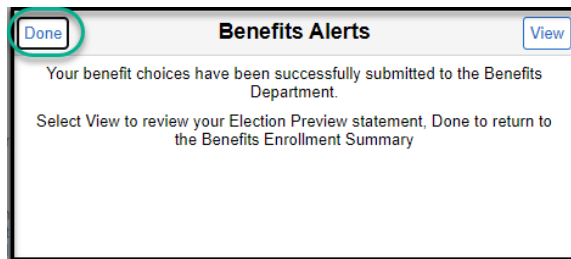 Done
Benefits Alerts
View
Your benefit choices have been successfully submitted to the Benefits
Department.
Select View to review your Election Preview statement, Done to return to
the Benefits Enrollment Summary